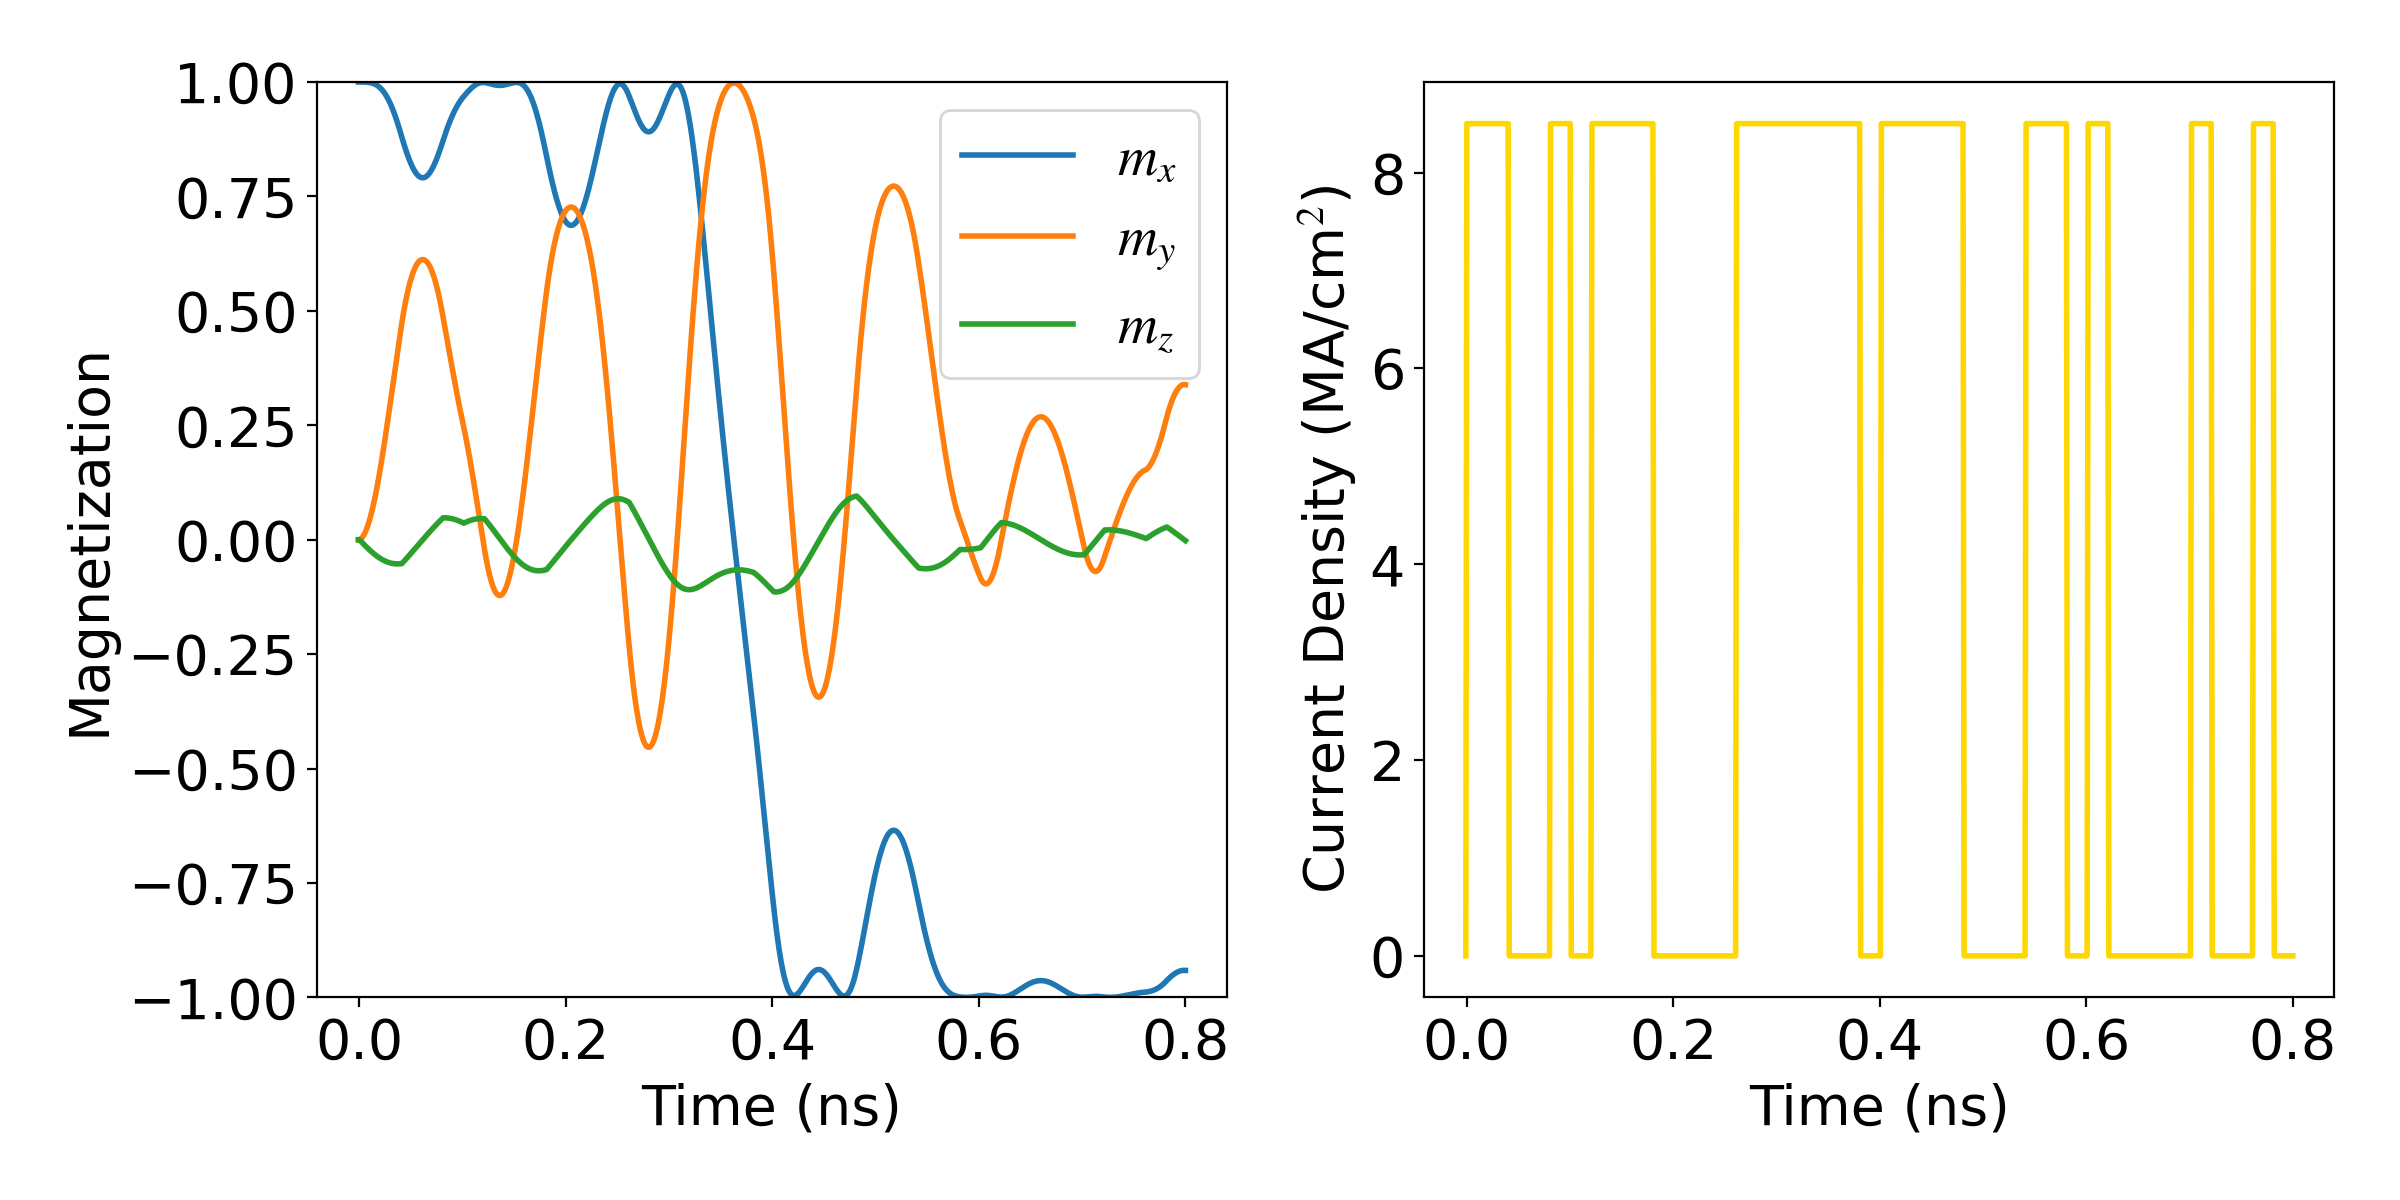 1.00
0.75
0.50
0.25
0.00
−0.25
−0.50
−0.75
−1.00
Magnetization
0.0 0.2 0.4 0.6 0.8
Time (ns)
m_x
m_y
m_z
8
6
4
2
0
Current Density (MA/cm²)
0.0 0.2 0.4 0.6 0.8
Time (ns)